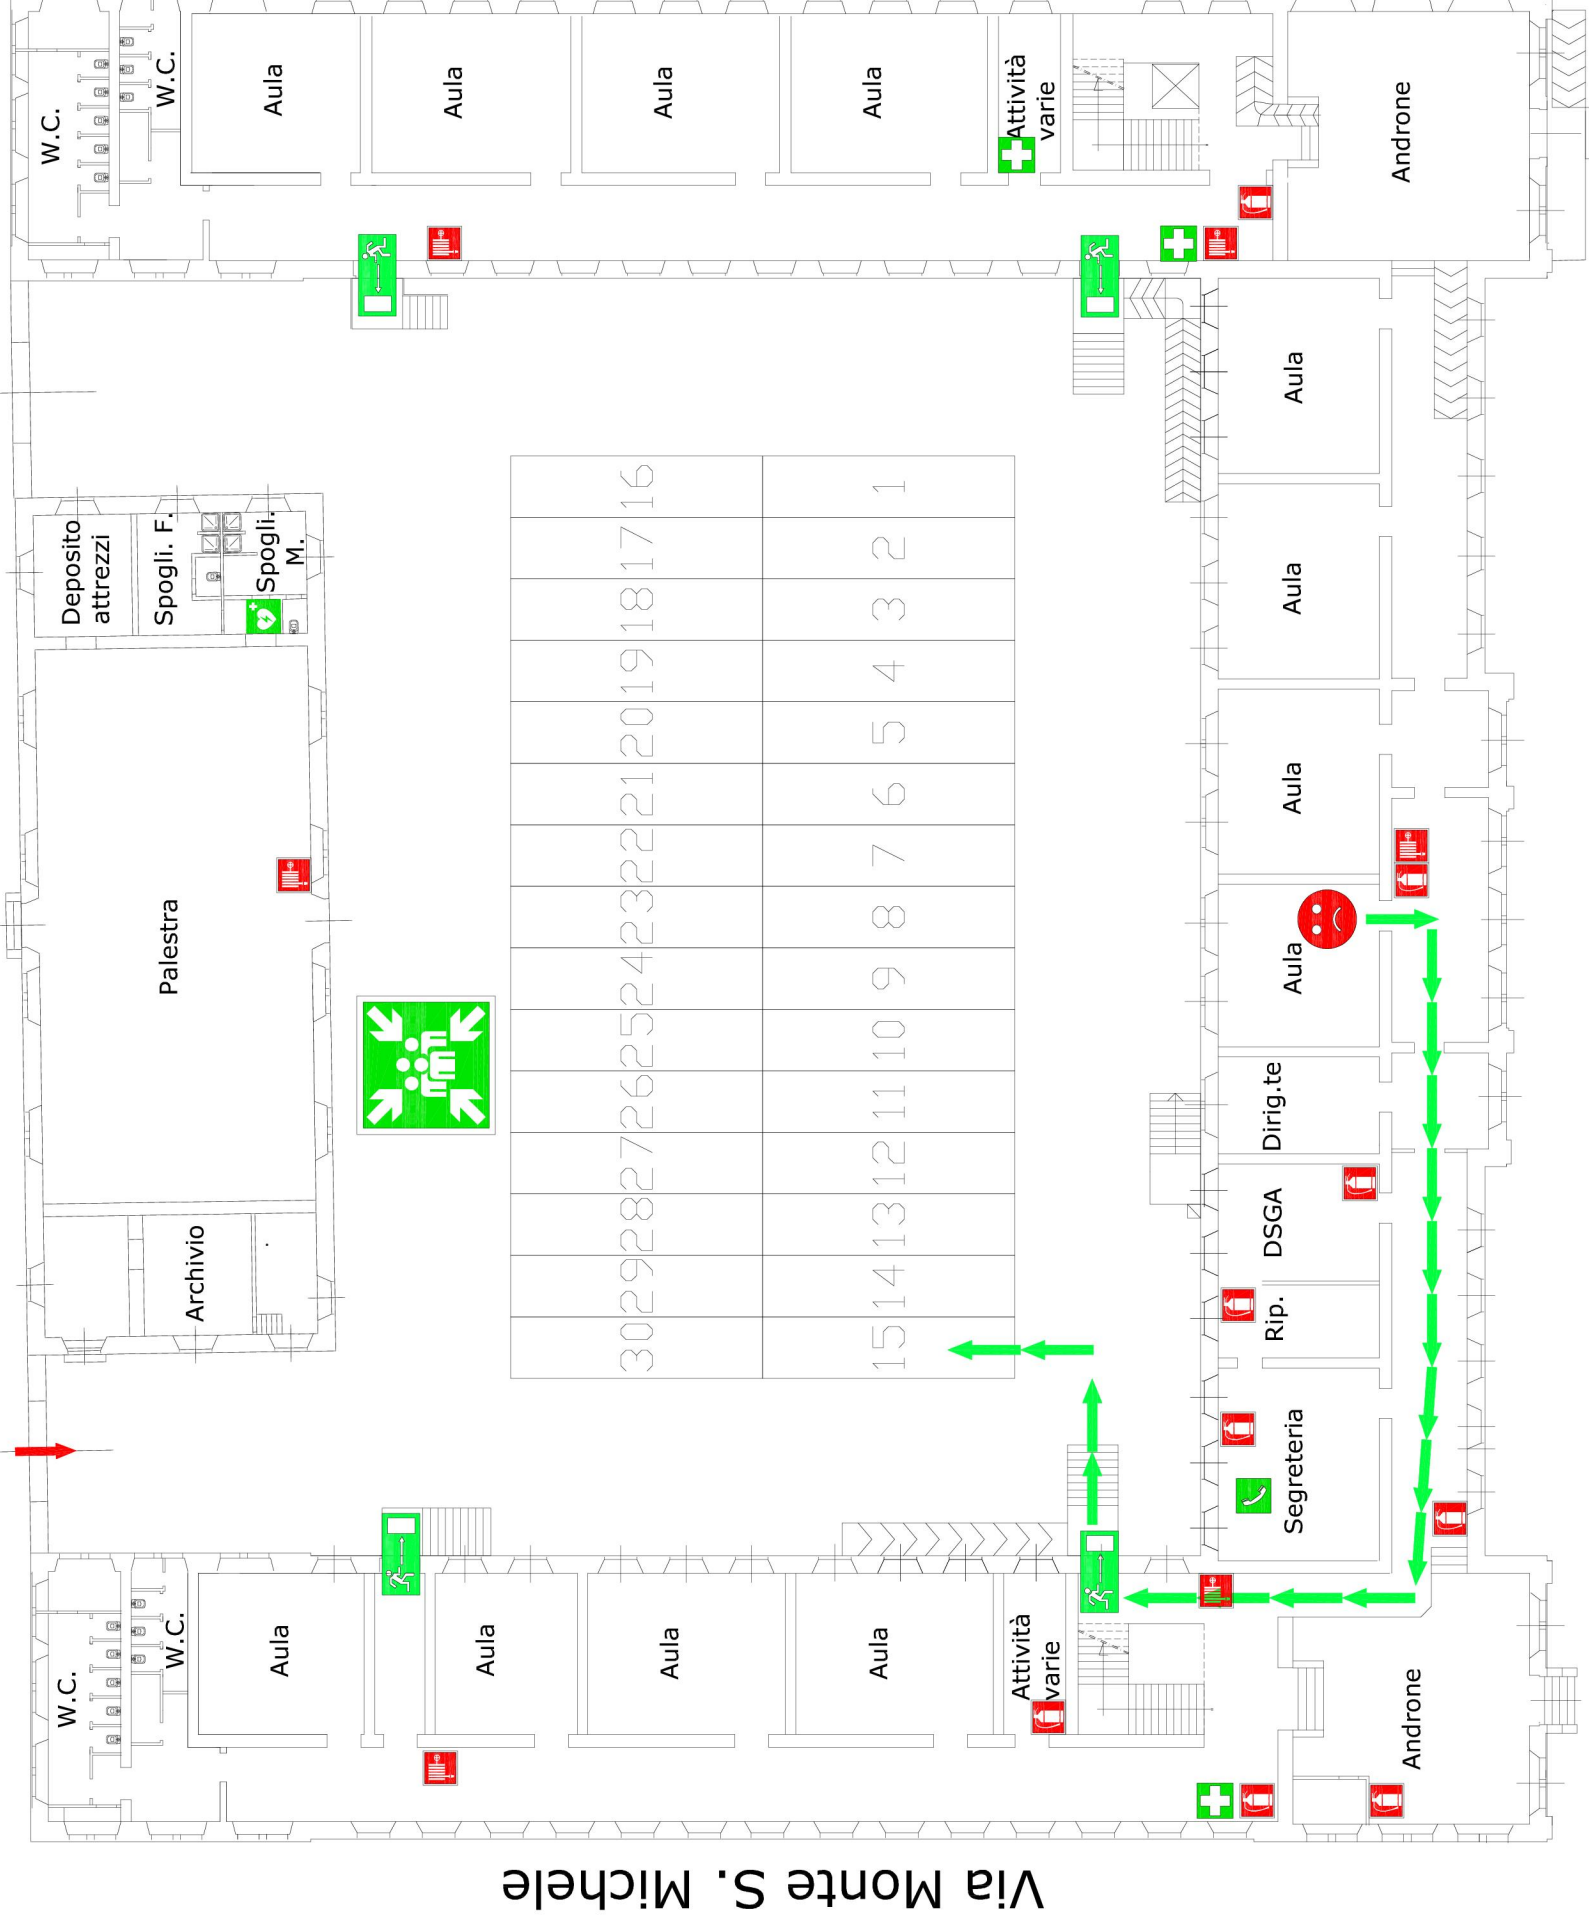 W.C.
W.C.
Aula
Aula
Aula
Aula
Attività
varie
Androne
Aula
Aula
Aula
Aula
Dirig.te
DSGA
Rip.
Segreteria
Deposito
attrezzi
Spogli. F.
Spogli.
M.
Palestra
Archivio
16
17
18
19
20
21
22
23
24
25
26
27
28
29
30
1
2
3
4
5
6
7
8
9
10
11
12
13
14
15
W.C.
W.C.
Aula
Aula
Aula
Aula
Attività
varie
Androne
Via Monte S. Michele